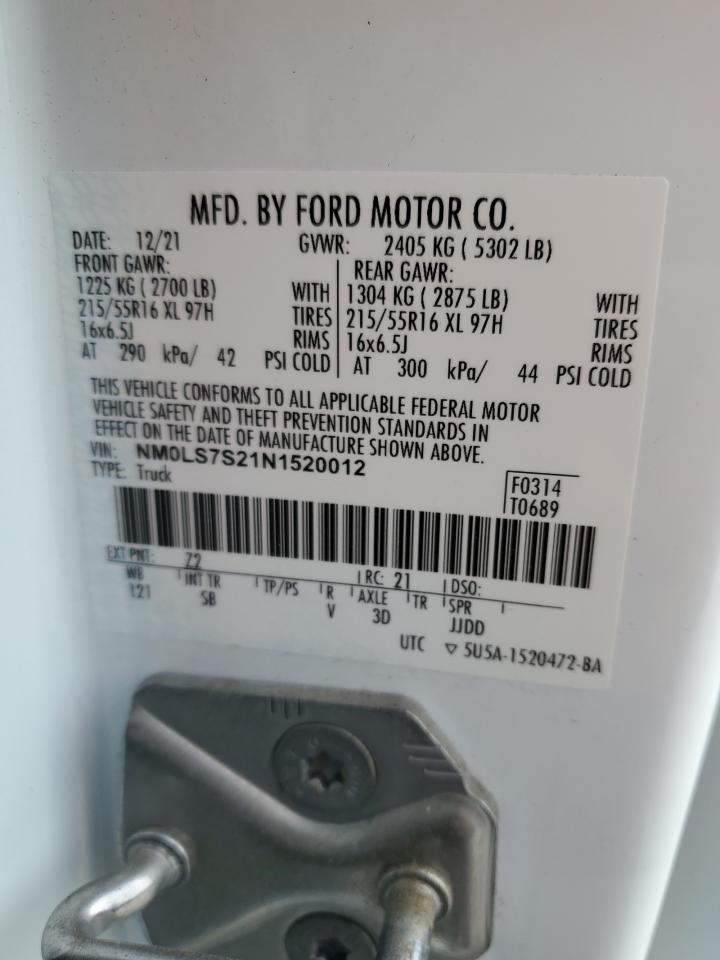 MFD. BY FORD MOTOR CO.
DATE: 12/21 GVWR: 2405 KG ( 5302 LB)
FRONT GAWR: REAR GAWR:
1225 KG ( 2700 LB) WITH 1304 KG ( 2875 LB) WITH
215/55R16 XL 97H TIRES 215/55R16 XL 97H TIRES
16x6.5J RIMS 16x6.5J RIMS
AT 290 kPa/ 42 PSI COLD AT 300 kPa/ 44 PSI COLD
THIS VEHICLE CONFORMS TO ALL APPLICABLE FEDERAL MOTOR
VEHICLE SAFETY AND THEFT PREVENTION STANDARDS IN
EFFECT ON THE DATE OF MANUFACTURE SHOWN ABOVE.
VIN: NM0LS7S21N1520012
TYPE: Truck
F0314
T0689
EXT PNT: Z2 RC: 21 DSO:
WB INT TR TP/PS R AXLE TR SPR
121 SB V 3D JJDD
UTC ▽ 5U5A-1520472-BA